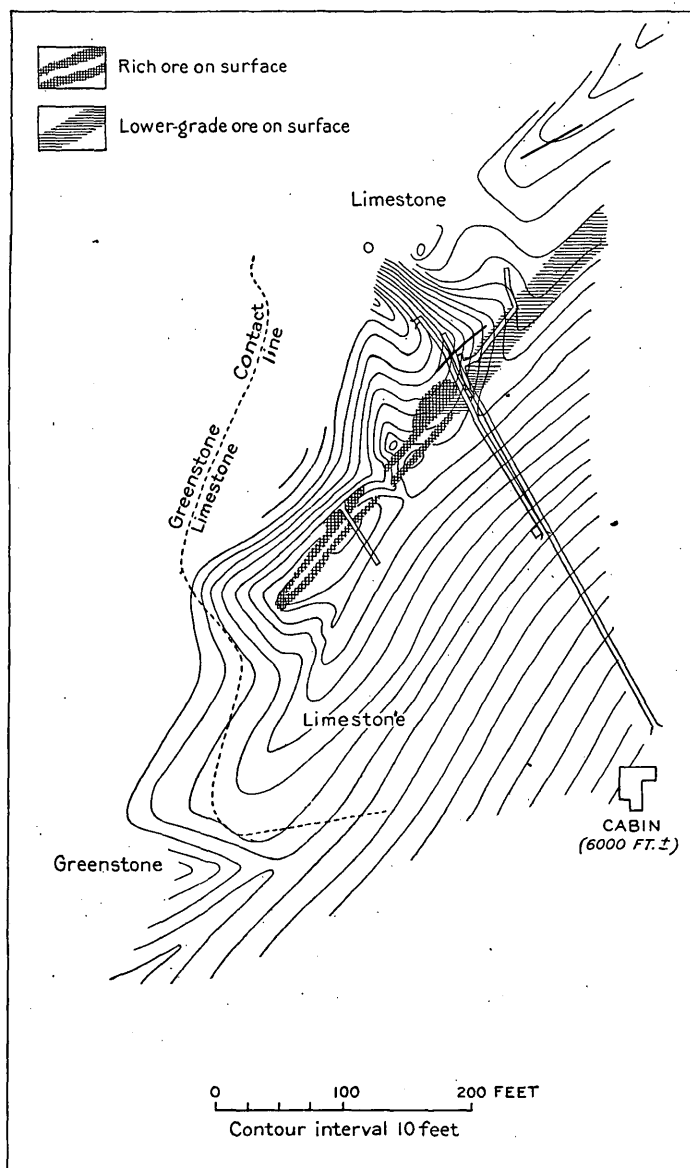 Rich ore on surface
Lower-grade ore on surface
Limestone
Contact
line
Greenstone
Limestone
Limestone
CABIN
(6000 FT.±)
Greenstone
0 100 200 FEET
Contour interval 10 feet